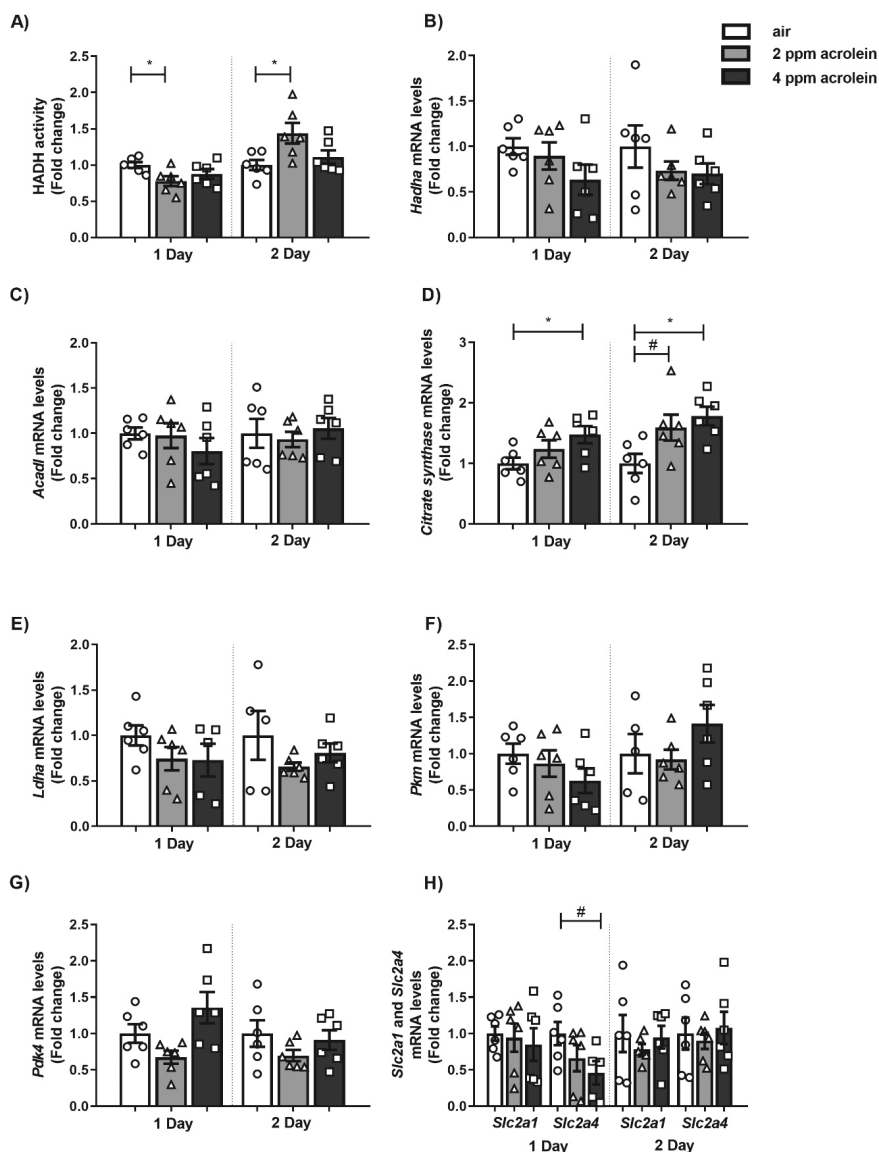 A)
HADH activity
(Fold change)
2.5
2.0
1.5
1.0
0.5
0.0
*
*
1 Day
2 Day
B)
Hadha mRNA levels
(Fold change)
2.0
1.5
1.0
0.5
0.0
1 Day
2 Day
air
2 ppm acrolein
4 ppm acrolein
C)
Acadl mRNA levels
(Fold change)
2.0
1.5
1.0
0.5
0.0
1 Day
2 Day
D)
Citrate synthase mRNA levels
(Fold change)
3
2
1
0
*
*
#
1 Day
2 Day
E)
Ldha mRNA levels
(Fold change)
2.0
1.5
1.0
0.5
0.0
1 Day
2 Day
F)
Pkm mRNA levels
(Fold change)
2.5
2.0
1.5
1.0
0.5
0.0
1 Day
2 Day
G)
Pdk4 mRNA levels
(Fold change)
2.5
2.0
1.5
1.0
0.5
0.0
1 Day
2 Day
H)
Slc2a1 and Slc2a4
mRNA levels
(Fold change)
2.5
2.0
1.5
1.0
0.5
0.0
#
Slc2a1 Slc2a4 Slc2a1 Slc2a4
1 Day
2 Day